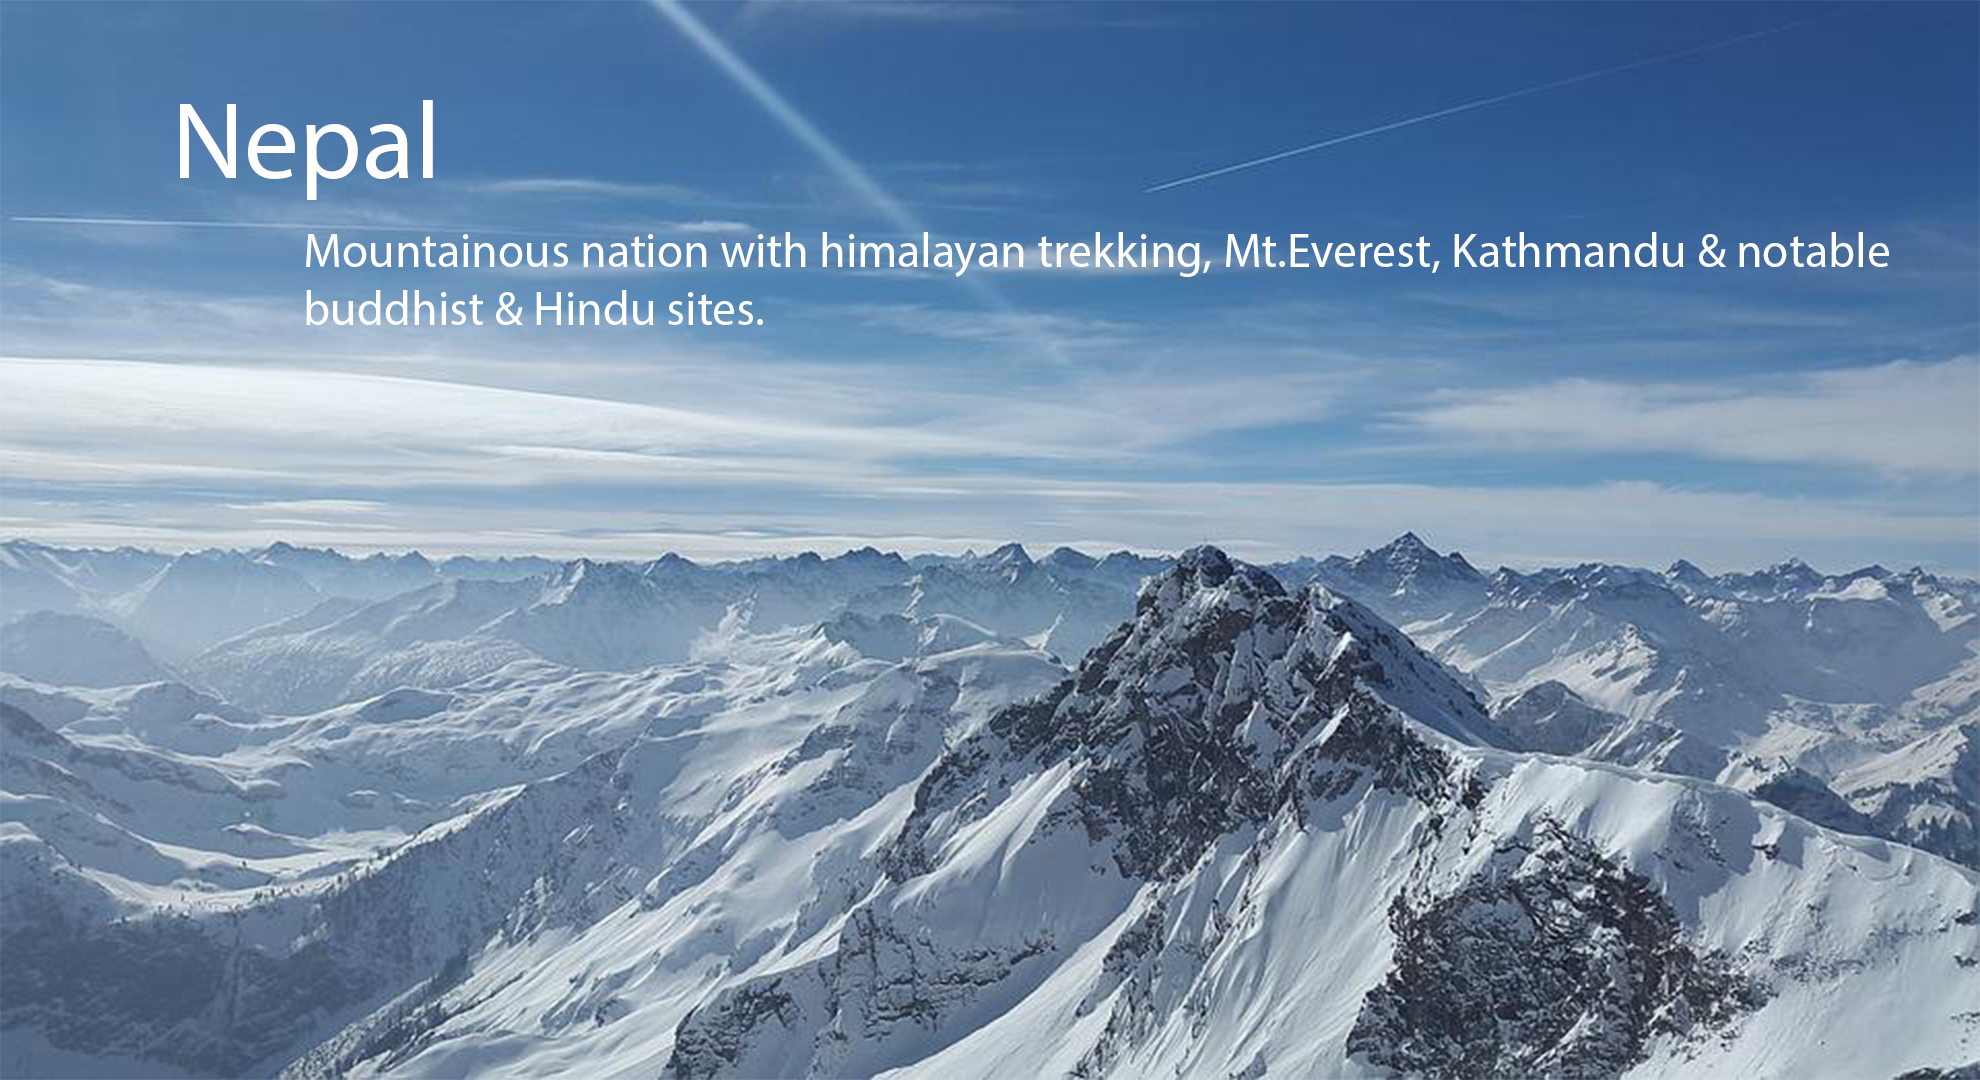 Nepal
Mountainous nation with himalayan trekking, Mt.Everest, Kathmandu & notable
buddhist & Hindu sites.